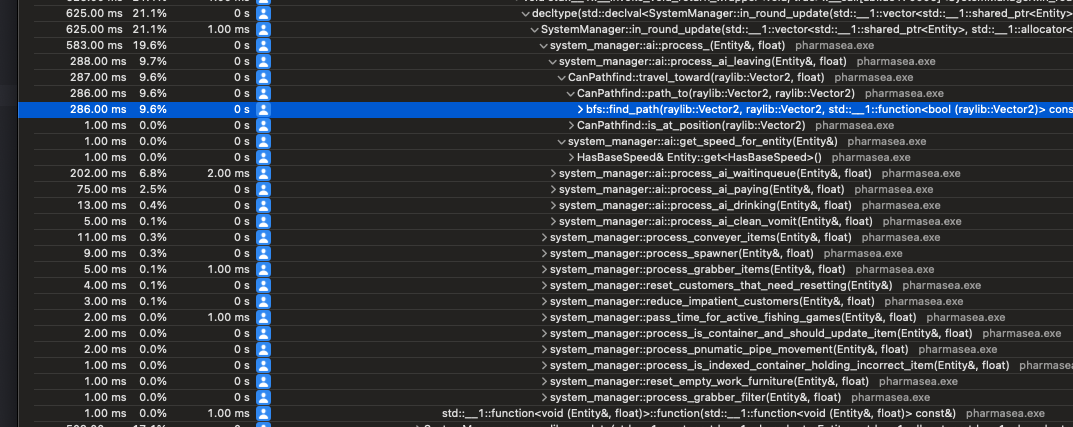 625.00 ms 21.1% 0 s decltype(std::declval<SystemManager::in_round_update(std::__1::vector<std::__1::shared_ptr<Entity>
625.00 ms 21.1% 1.00 ms SystemManager::in_round_update(std::__1::vector<std::__1::shared_ptr<Entity>, std::__1::allocator<
583.00 ms 19.6% 0 s system_manager::ai::process_(Entity&, float) pharmasea.exe
288.00 ms 9.7% 0 s system_manager::ai::process_ai_leaving(Entity&, float) pharmasea.exe
287.00 ms 9.6% 0 s CanPathfind::travel_toward(raylib::Vector2, float) pharmasea.exe
286.00 ms 9.6% 0 s CanPathfind::path_to(raylib::Vector2, raylib::Vector2) pharmasea.exe
286.00 ms 9.6% 0 s bfs::find_path(raylib::Vector2, raylib::Vector2, std::__1::function<bool (raylib::Vector2)> cons
1.00 ms 0.0% 0 s CanPathfind::is_at_position(raylib::Vector2) pharmasea.exe
1.00 ms 0.0% 0 s system_manager::ai::get_speed_for_entity(Entity&) pharmasea.exe
1.00 ms 0.0% 0 s HasBaseSpeed& Entity::get<HasBaseSpeed>() pharmasea.exe
202.00 ms 6.8% 2.00 ms system_manager::ai::process_ai_waitinqueue(Entity&, float) pharmasea.exe
75.00 ms 2.5% 0 s system_manager::ai::process_ai_paying(Entity&, float) pharmasea.exe
13.00 ms 0.4% 0 s system_manager::ai::process_ai_drinking(Entity&, float) pharmasea.exe
5.00 ms 0.1% 0 s system_manager::ai::process_ai_clean_vomit(Entity&, float) pharmasea.exe
11.00 ms 0.3% 0 s system_manager::process_conveyer_items(Entity&, float) pharmasea.exe
9.00 ms 0.3% 0 s system_manager::process_spawner(Entity&, float) pharmasea.exe
5.00 ms 0.1% 1.00 ms system_manager::process_grabber_items(Entity&, float) pharmasea.exe
4.00 ms 0.1% 0 s system_manager::reset_customers_that_need_resetting(Entity&) pharmasea.exe
3.00 ms 0.1% 0 s system_manager::reduce_impatient_customers(Entity&, float) pharmasea.exe
2.00 ms 0.0% 1.00 ms system_manager::pass_time_for_active_fishing_games(Entity&, float) pharmasea.exe
2.00 ms 0.0% 0 s system_manager::process_is_container_and_should_update_item(Entity&, float) pharmasea.exe
2.00 ms 0.0% 0 s system_manager::process_pnumatic_pipe_movement(Entity&, float) pharmasea.exe
1.00 ms 0.0% 0 s system_manager::process_is_indexed_container_holding_incorrect_item(Entity&, float) pharmase
1.00 ms 0.0% 0 s system_manager::reset_empty_work_furniture(Entity&, float) pharmasea.exe
1.00 ms 0.0% 0 s system_manager::process_grabber_filter(Entity&, float) pharmasea.exe
1.00 ms 0.0% 1.00 ms std::__1::function<void (Entity&, float)>::function(std::__1::function<void (Entity&, float)> const&) pharmasea.exe